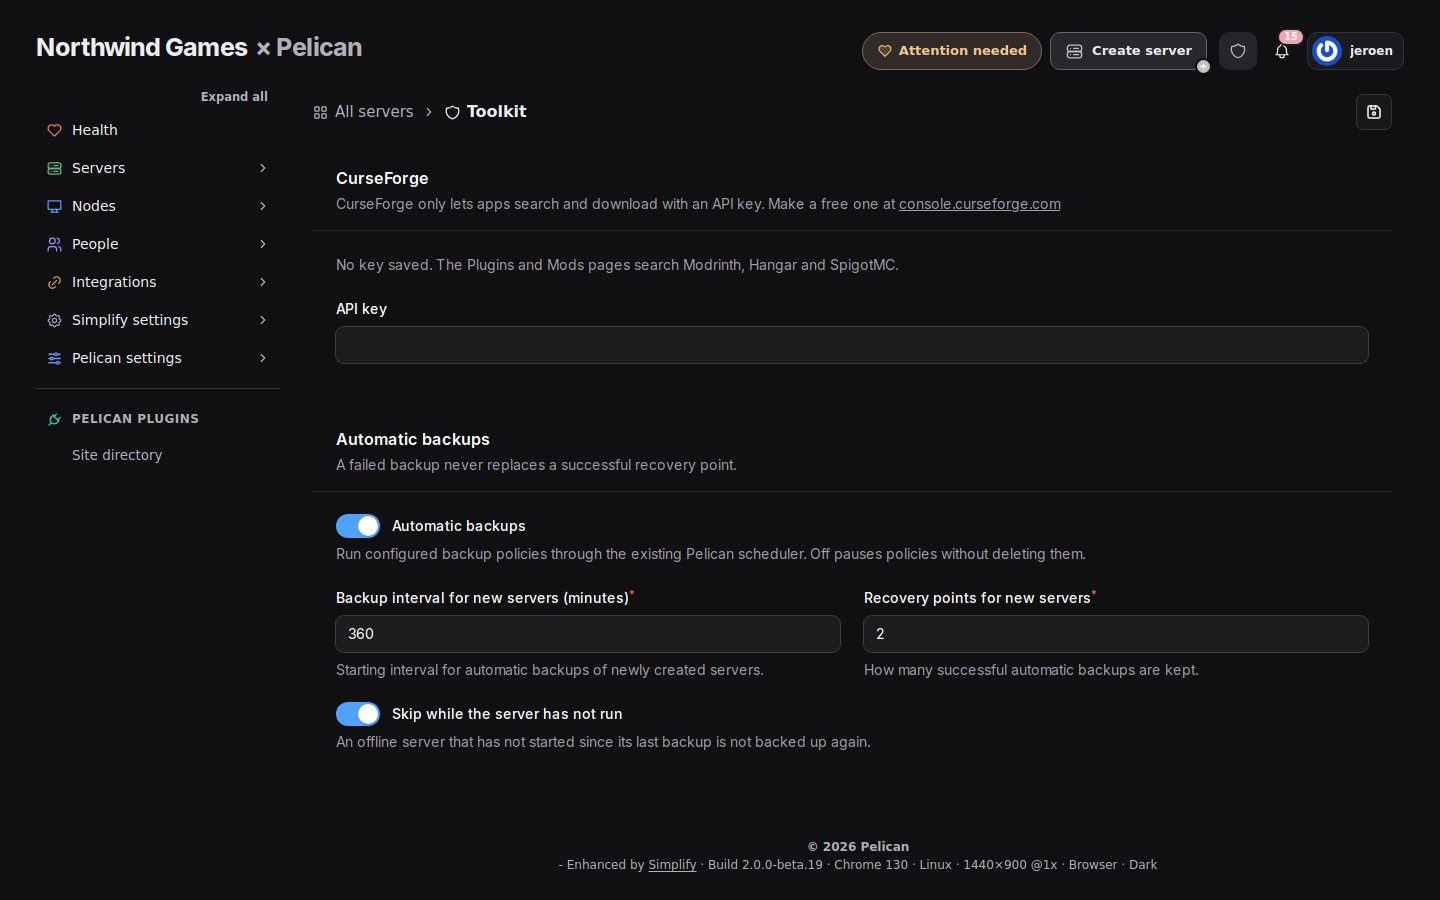 Northwind Games × Pelican
Attention needed
Create server
15
jeroen
Expand all
Health
Servers
Nodes
People
Integrations
Simplify settings
Pelican settings
PELICAN PLUGINS
Site directory
All servers > Toolkit
CurseForge
CurseForge only lets apps search and download with an API key. Make a free one at console.curseforge.com
No key saved. The Plugins and Mods pages search Modrinth, Hangar and SpigotMC.
API key
Automatic backups
A failed backup never replaces a successful recovery point.
Automatic backups
Run configured backup policies through the existing Pelican scheduler. Off pauses policies without deleting them.
Backup interval for new servers (minutes)*
360
Starting interval for automatic backups of newly created servers.
Recovery points for new servers*
2
How many successful automatic backups are kept.
Skip while the server has not run
An offline server that has not started since its last backup is not backed up again.
© 2026 Pelican
- Enhanced by Simplify · Build 2.0.0-beta.19 · Chrome 130 · Linux · 1440×900 @1x · Browser · Dark